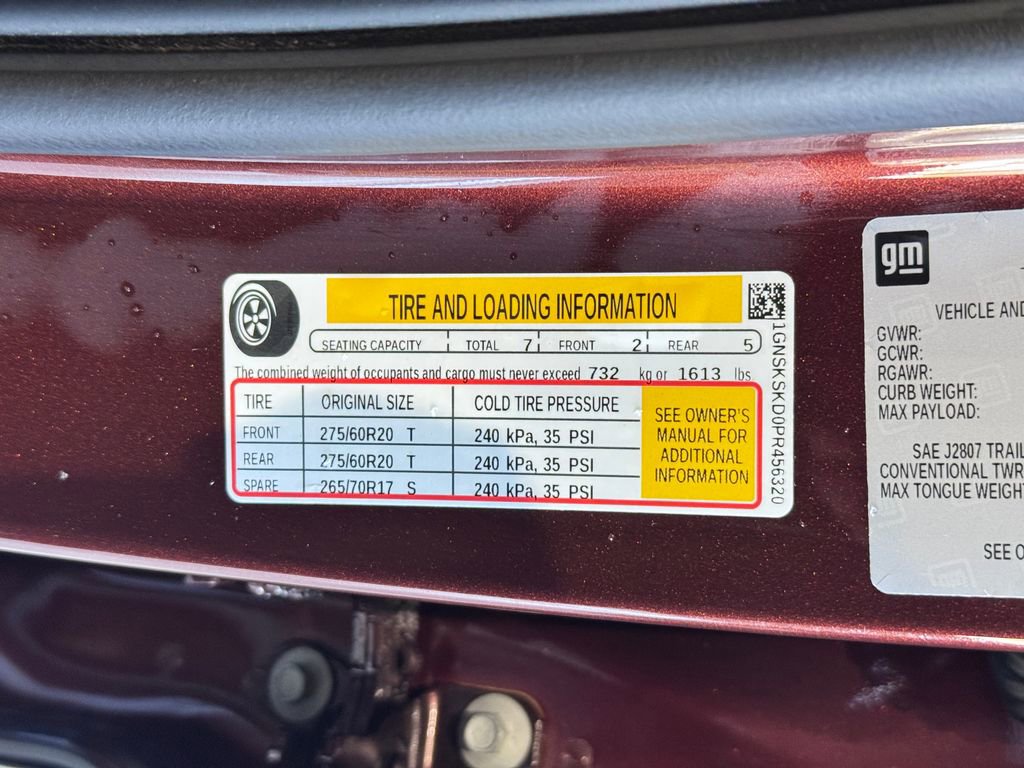 TIRE AND LOADING INFORMATION
SEATING CAPACITY TOTAL 7 FRONT 2 REAR 5
The combined weight of occupants and cargo must never exceed 732 kg or 1613 lbs
TIRE ORIGINAL SIZE COLD TIRE PRESSURE
FRONT 275/60R20 T 240 kPa, 35 PSI
REAR 275/60R20 T 240 kPa, 35 PSI
SPARE 265/70R17 S 240 kPa, 35 PSI
SEE OWNER'S
MANUAL FOR
ADDITIONAL
INFORMATION
1GNSKSKD0PR456320
gm
VEHICLE AND
GVWR:
GCWR:
RGAWR:
CURB WEIGHT:
MAX PAYLOAD:
SAE J2807 TRAIL
CONVENTIONAL TWR
MAX TONGUE WEIGHT
SEE O
gm